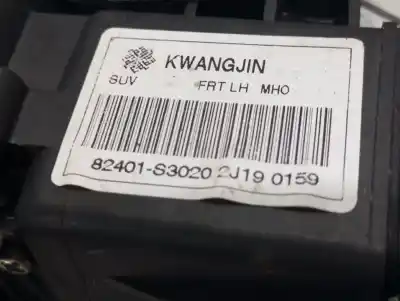 KWANGJIN
SUV FRT LH MHO
82401-S3020 2J19 0159